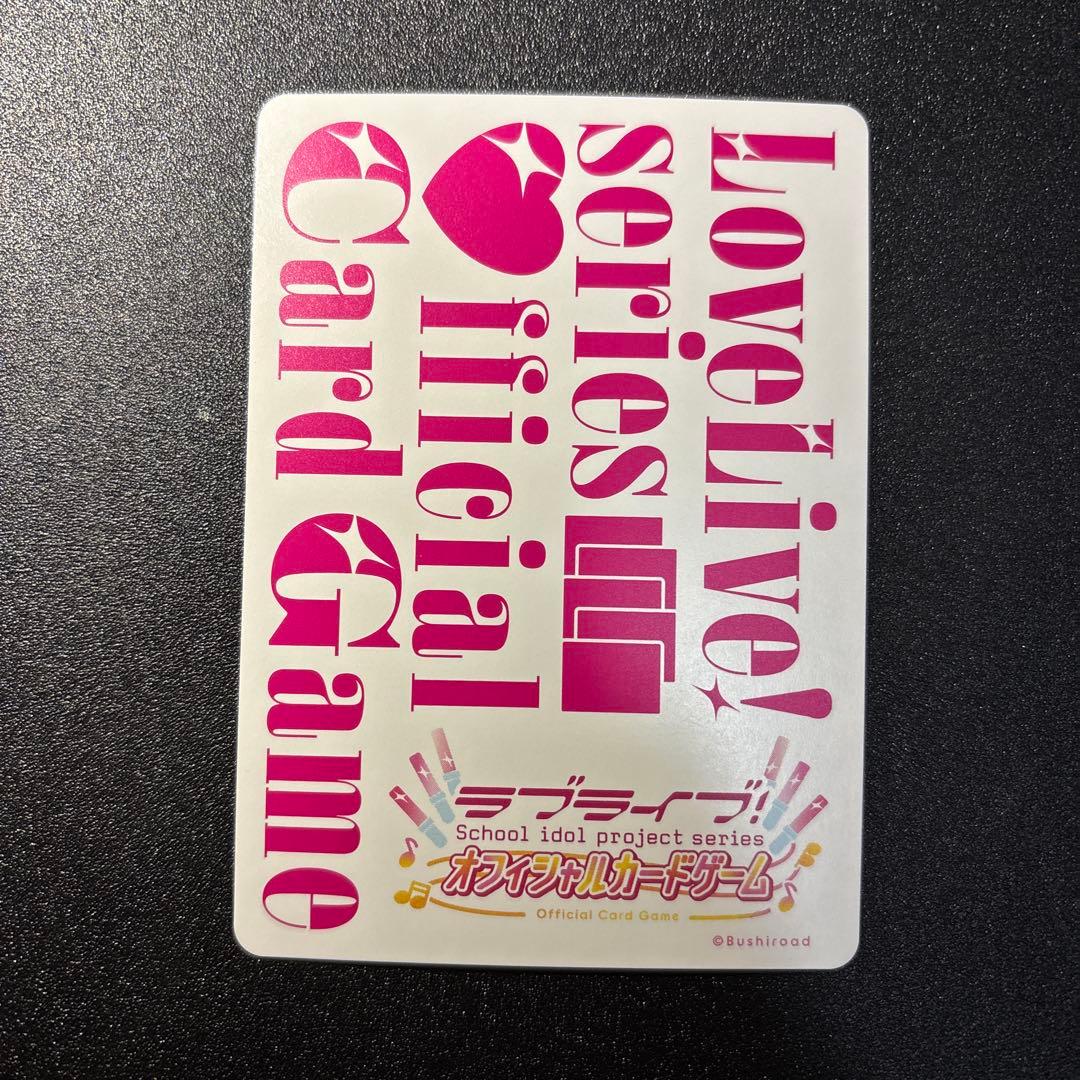 LoveLive!
series
♥fficial
Card Game
ラブライブ!
School idol project series
オフィシャルカードゲーム
Official Card Game
©Bushiroad